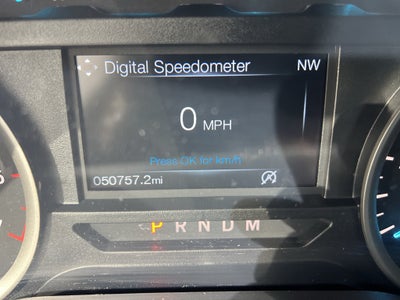 Digital Speedometer NW
0 MPH
Press OK for km/h
050757.2mi
P R N D M